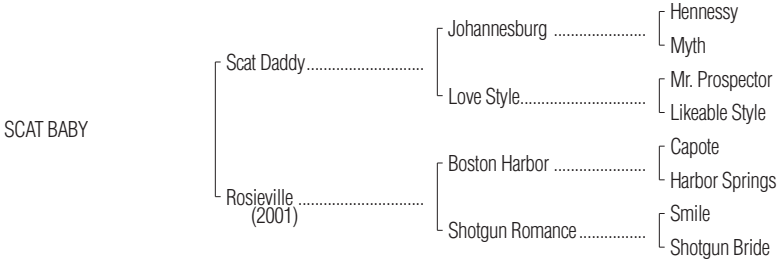 Hennessy
Johannesburg ....................
Myth
Scat Daddy..........................
Mr. Prospector
Love Style...........................
Likeable Style
SCAT BABY
Capote
Boston Harbor ....................
Harbor Springs
Rosieville ...........................
(2001)
Smile
Shotgun Romance...............
Shotgun Bride